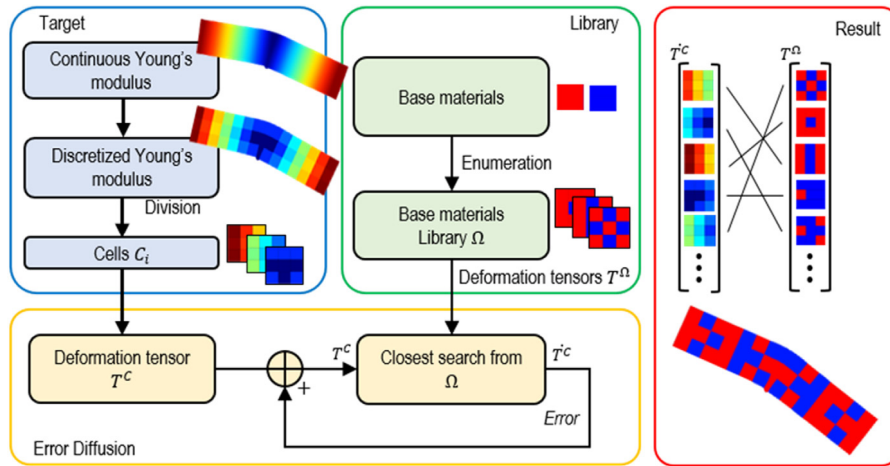 Target
Continuous Young's
modulus
Discretized Young's
modulus
Division
Cells C_i
Library
Base materials
Enumeration
Base materials
Library Ω
Deformation tensors T^Ω
Error Diffusion
Deformation tensor
T^C
+
T^C
Closest search from
Ω
Ṫ^C
Error
Result
Ṫ^C
T^Ω